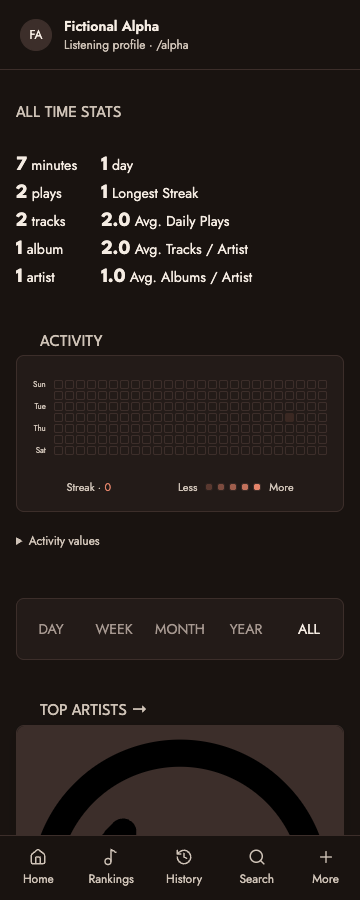 FA
Fictional Alpha
Listening profile · /alpha
ALL TIME STATS
7 minutes
2 plays
2 tracks
1 album
1 artist
1 day
1 Longest Streak
2.0 Avg. Daily Plays
2.0 Avg. Tracks / Artist
1.0 Avg. Albums / Artist
ACTIVITY
Sun
Tue
Thu
Sat
Streak · 0
Less
More
▶ Activity values
DAY WEEK MONTH YEAR ALL
TOP ARTISTS →
Home Rankings History Search More